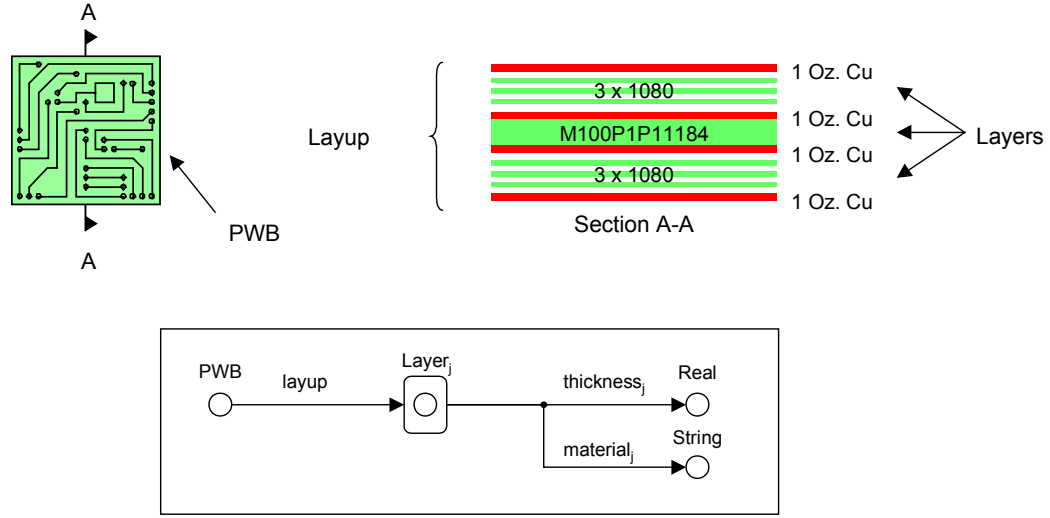 A
PWB
A
Layup
3 x 1080
M100P1P11184
3 x 1080
1 Oz. Cu
1 Oz. Cu
1 Oz. Cu
1 Oz. Cu
Layers
Section A-A
PWB
layup
Layerj
thicknessj
Real
materialj
String